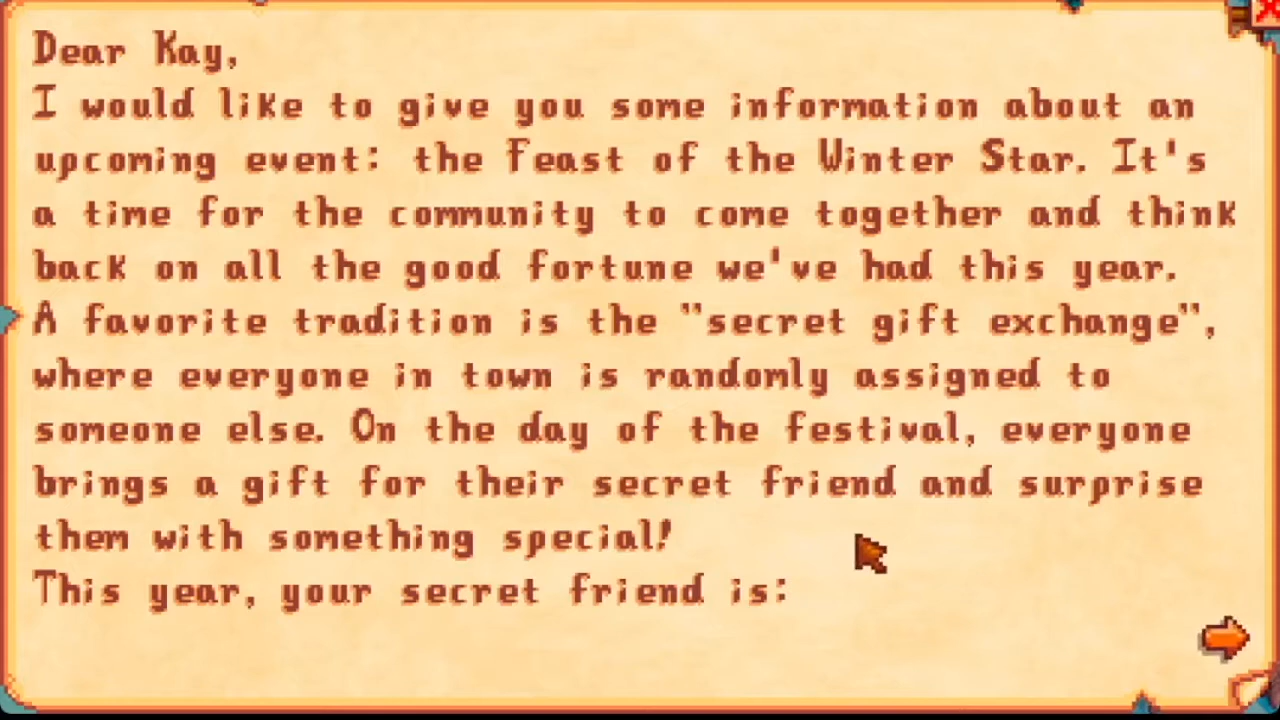 Dear Kay,
I would like to give you some information about an
upcoming event: the Feast of the Winter Star. It's
a time for the community to come together and think
back on all the good fortune we've had this year.
A favorite tradition is the "secret gift exchange",
where everyone in town is randomly assigned to
someone else. On the day of the festival, everyone
brings a gift for their secret friend and surprise
them with something special!
This year, your secret friend is: